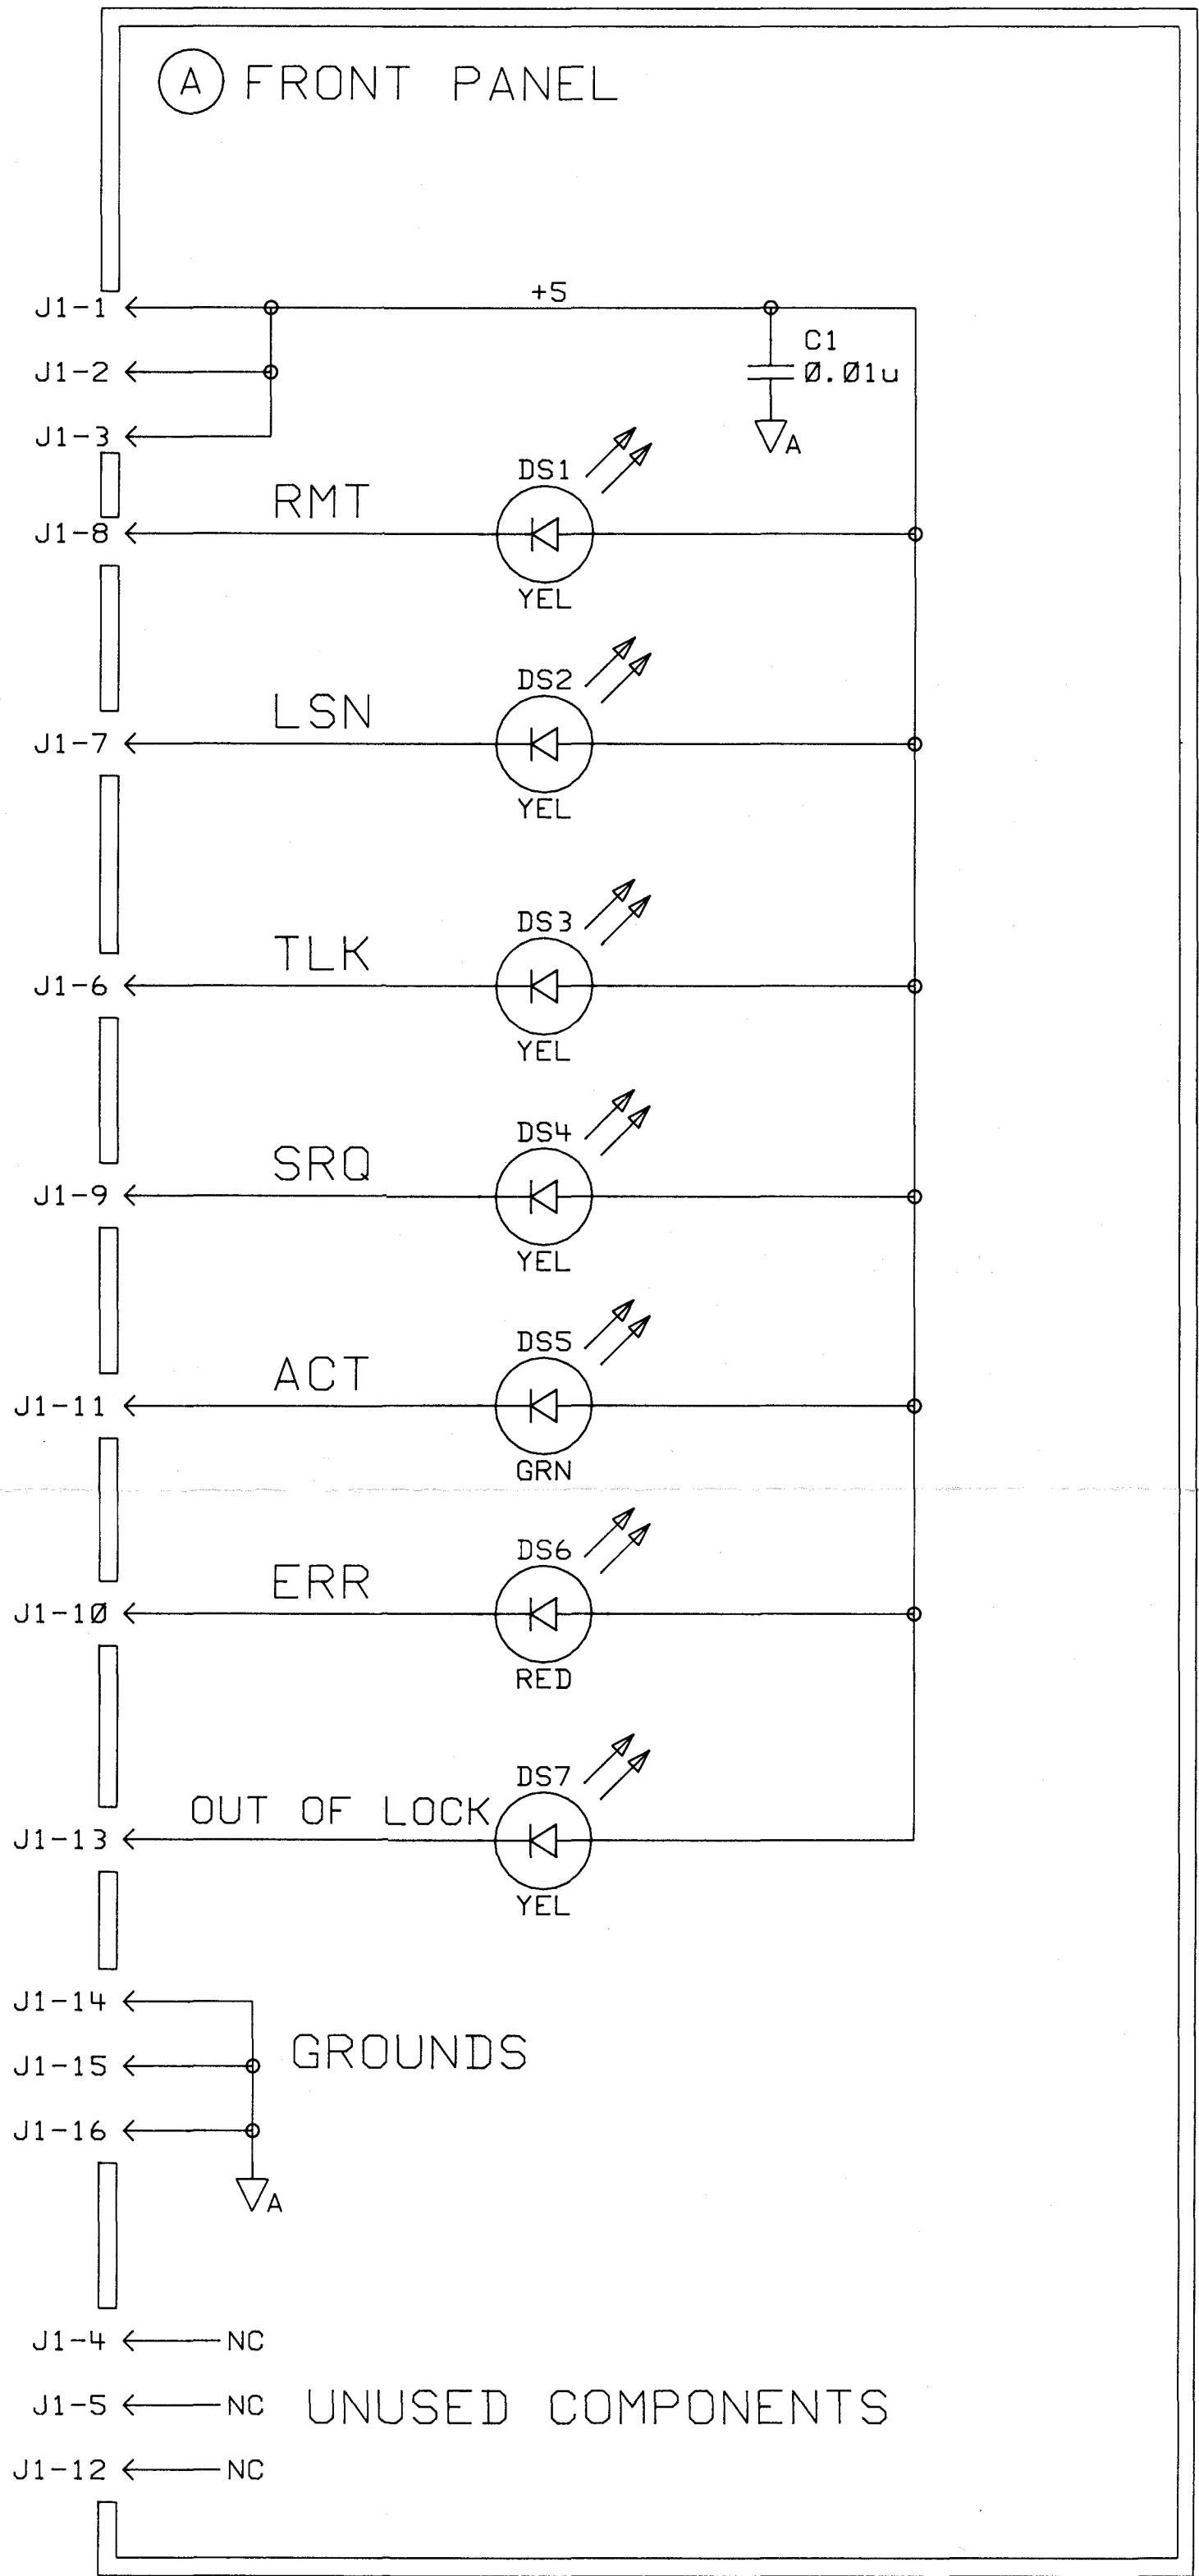 A FRONT PANEL
J1-1 +5
C1
J1-2 Ø.Ø1u
J1-3 A
DS1
RMT
J1-8
YEL
DS2
LSN
J1-7
YEL
DS3
TLK
J1-6
YEL
DS4
SRQ
J1-9
YEL
DS5
ACT
J1-11
GRN
DS6
ERR
J1-1Ø
RED
DS7
OUT OF LOCK
J1-13
YEL
J1-14
J1-15 GROUNDS
J1-16
A
J1-4 NC
J1-5 NC UNUSED COMPONENTS
J1-12 NC